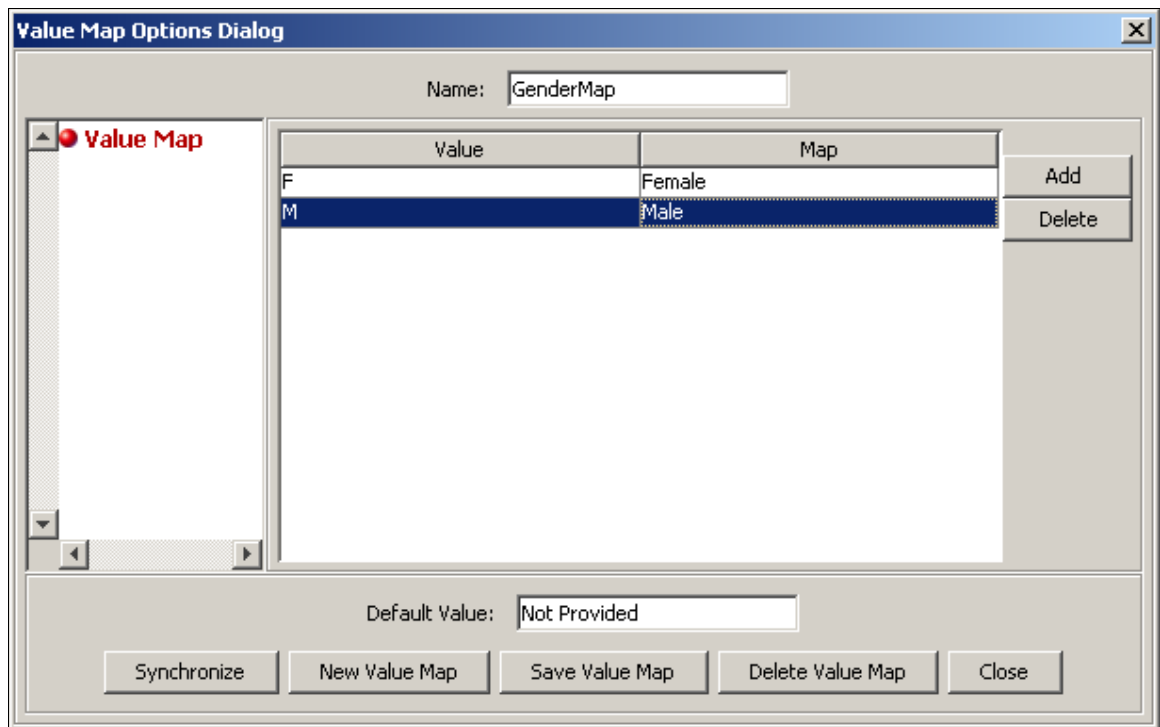 Value Map Options Dialog
Name: GenderMap
Value Map
Value Map
F Female
M Male
Add
Delete
Default Value: Not Provided
Synchronize New Value Map Save Value Map Delete Value Map Close